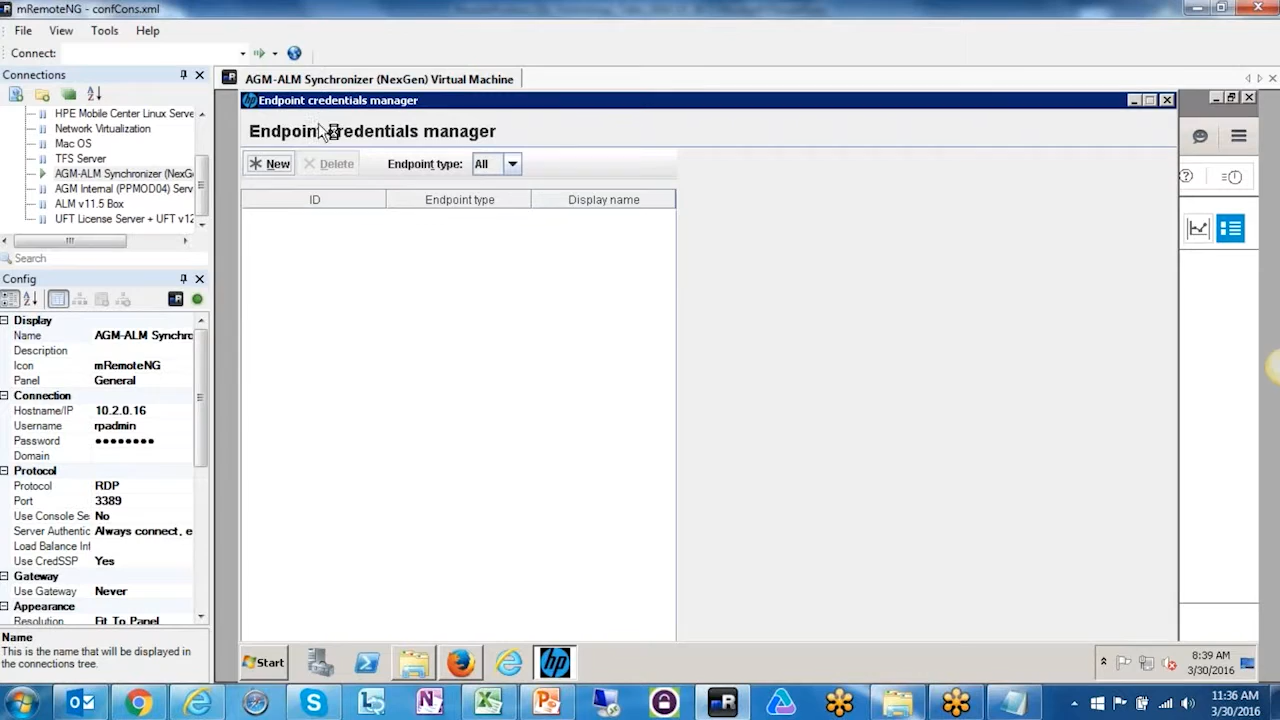 mRemoteNG - confCons.xml
File View Tools Help
Connect:
Connections
AGM-ALM Synchronizer (NexGen) Virtual Machine
HPE Mobile Center Linux Serve
Network Virtualization
Mac OS
TFS Server
AGM-ALM Synchronizer (NexG
AGM Internal (PPMOD04) Serv
ALM v11.5 Box
UFT License Server + UFT v12
Search
Config
Display
Name AGM-ALM Synchro
Description
Icon mRemoteNG
Panel General
Connection
Hostname/IP 10.2.0.16
Username rpadmin
Password ●●●●●●●●
Domain
Protocol
Protocol RDP
Port 3389
Use Console Se No
Server Authentic Always connect, e
Load Balance Inf
Use CredSSP Yes
Gateway
Use Gateway Never
Appearance
Resolution Fit To Panel
Name
This is the name that will be displayed in
the connections tree.
Endpoint credentials manager
Endpoint credentials manager
New Delete Endpoint type: All
ID Endpoint type Display name
Start
hp
8:39 AM
3/30/2016
11:36 AM
3/30/2016